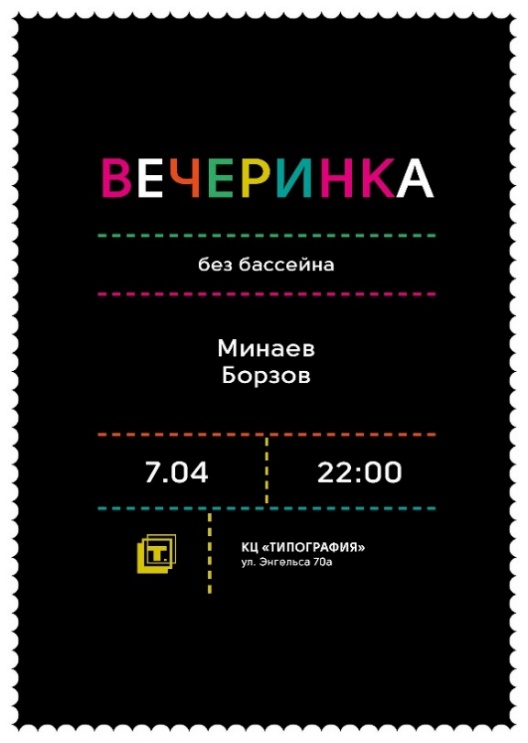 ВЕЧЕРИНКА
без бассейна
Минаев
Борзов
7.04
22:00
Т.
КЦ «ТИПОГРАФИЯ»
ул. Энгельса 70а